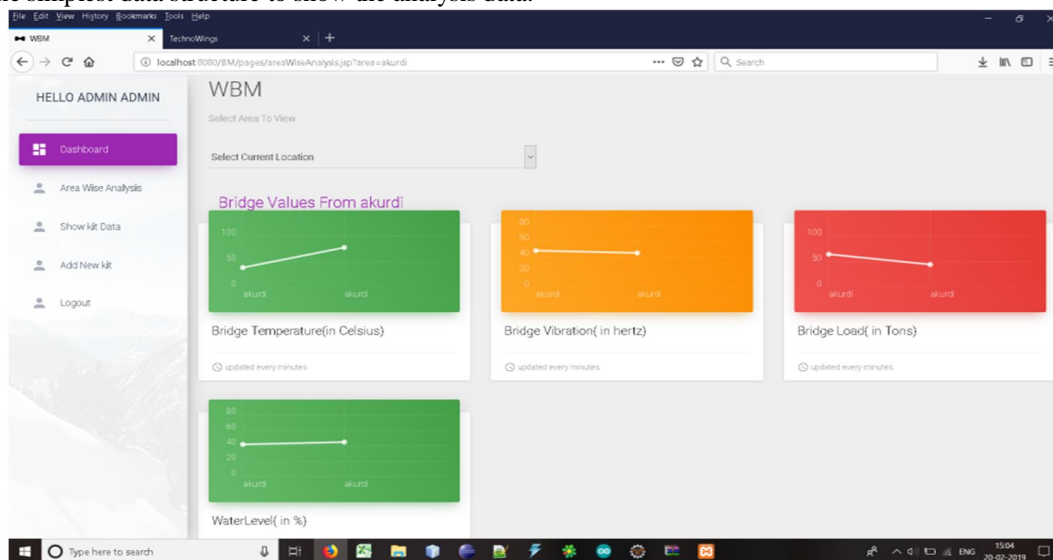 the simplest data structure to show the analysis data.
File Edit View History Bookmarks Tools Help
WBM
TechnoWings
localhost:8080/BM/pages/areaWiseAnalysis.jsp?area=akurdi
Search
HELLO ADMIN ADMIN
Dashboard
Area Wise Analysis
Show kit Data
Add New kit
Logout
WBM
Select Area To View
Select Current Location
Bridge Values From akurdi
100
50
0
akurdi akurdi
Bridge Temperature(in Celsius)
updated every minutes
80
60
40
20
0
akurdi akurdi
Bridge Vibration( in hertz)
updated every minutes
100
50
0
akurdi akurdi
Bridge Load( in Tons)
updated every minutes
80
60
40
20
0
akurdi akurdi
WaterLevel( in %)
Type here to search
ENG
15:04
20-02-2019